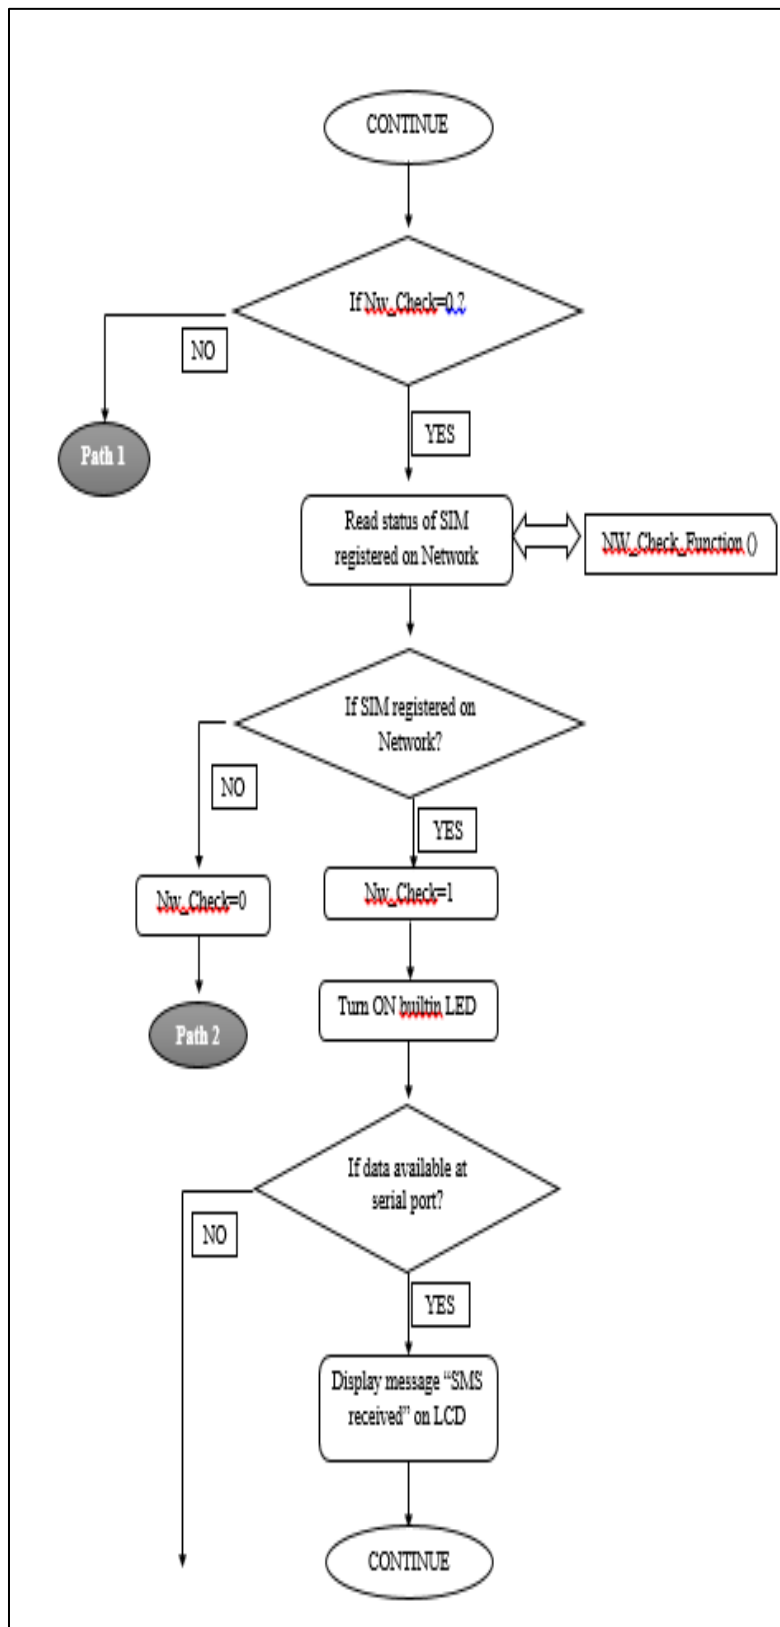 CONTINUE
If Nw_Check=0 ?
NO
YES
Path 1
Read status of SIM
registered on Network
NW_Check_Function ()
If SIM registered on
Network?
NO
YES
Nw_Check=0
Nw_Check=1
Turn ON builtin LED
Path 2
If data available at
serial port?
NO
YES
Display message “SMS
received” on LCD
CONTINUE